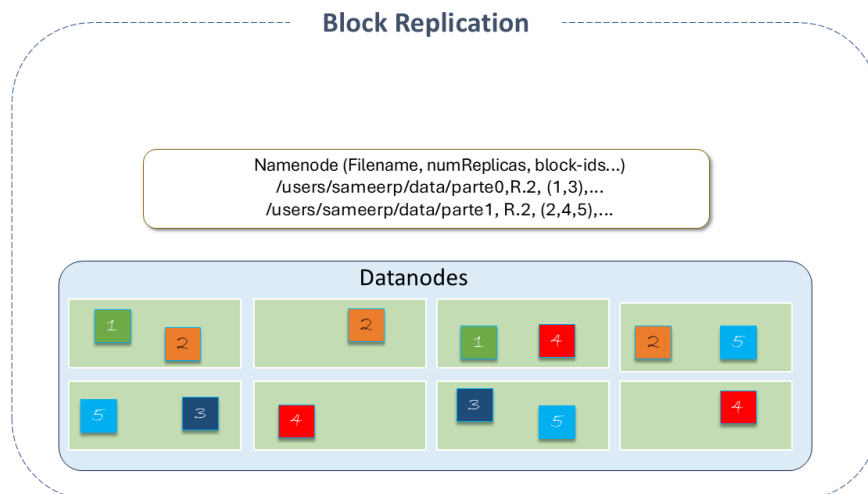 Block Replication
Namenode (Filename, numReplicas, block-ids...)
/users/sameerp/data/parte0,R.2, (1,3),...
/users/sameerp/data/parte1, R.2, (2,4,5),...
Datanodes
1 2
2
1 4
2 5
5 3
4
3 5
4